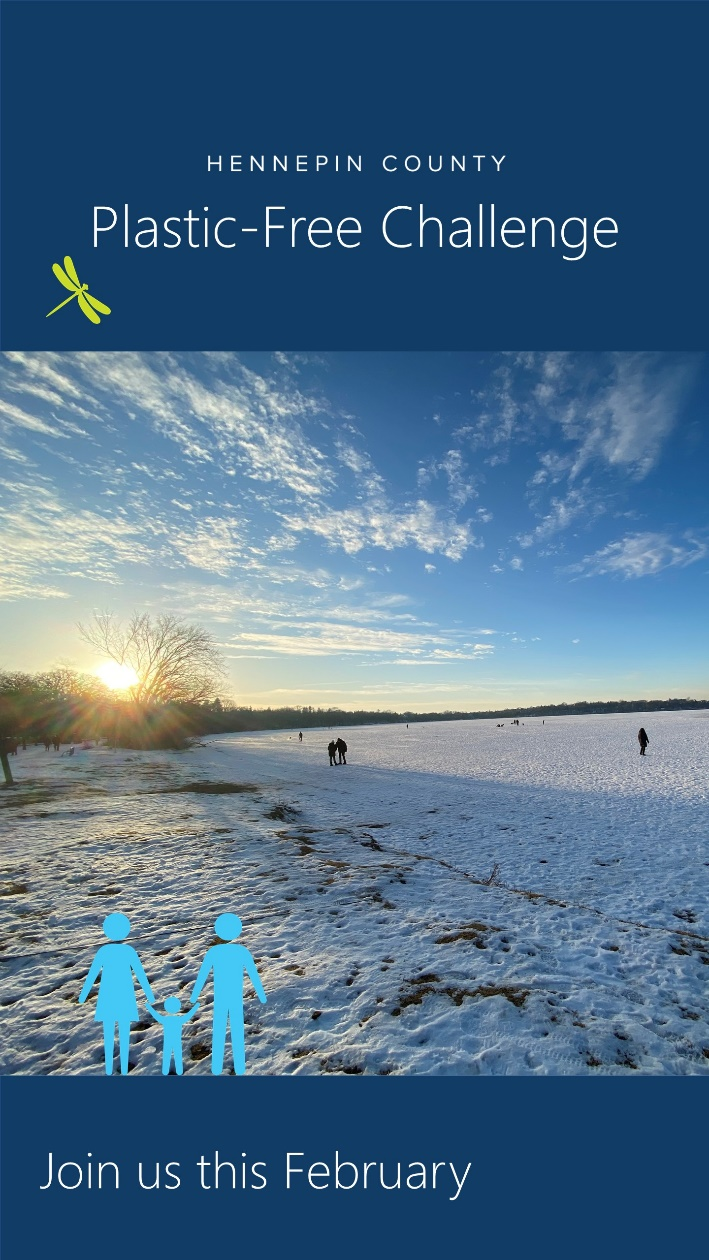 HENNEPIN COUNTY
Plastic-Free Challenge
Join us this February